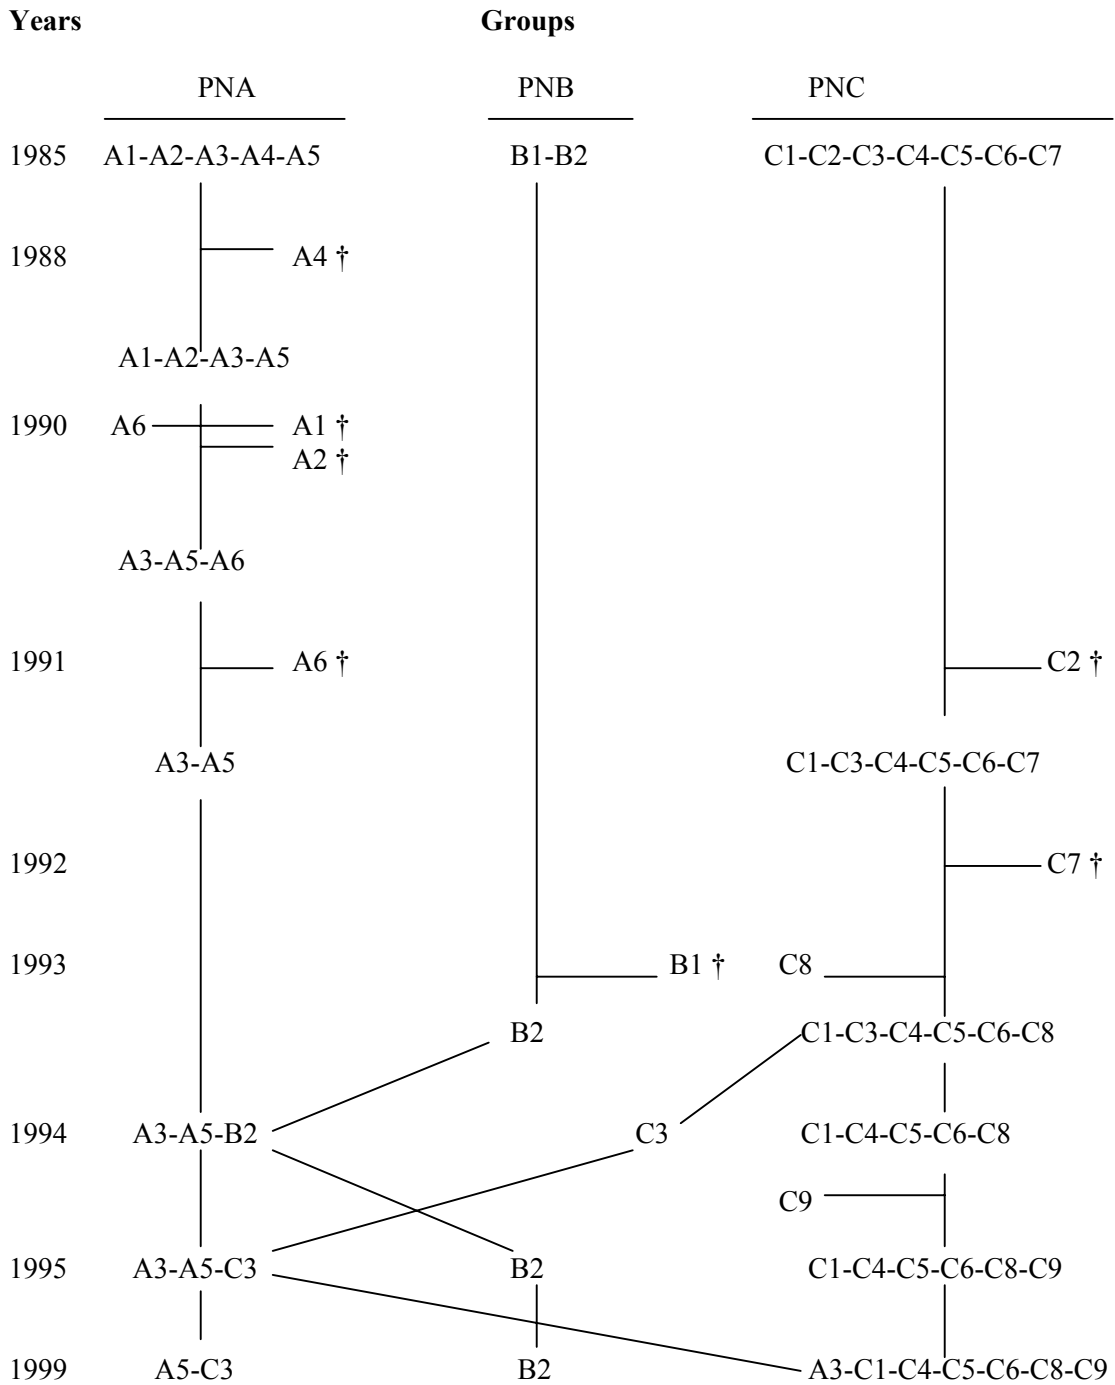 Years Groups
PNA PNB PNC
1985 A1-A2-A3-A4-A5 B1-B2 C1-C2-C3-C4-C5-C6-C7
1988 A4 †
A1-A2-A3-A5
1990 A6 A1 †
A2 †
A3-A5-A6
1991 A6 † C2 †
A3-A5 C1-C3-C4-C5-C6-C7
1992 C7 †
1993 B1 † C8
B2 C1-C3-C4-C5-C6-C8
1994 A3-A5-B2 C3 C1-C4-C5-C6-C8
C9
1995 A3-A5-C3 B2 C1-C4-C5-C6-C8-C9
1999 A5-C3 B2 A3-C1-C4-C5-C6-C8-C9